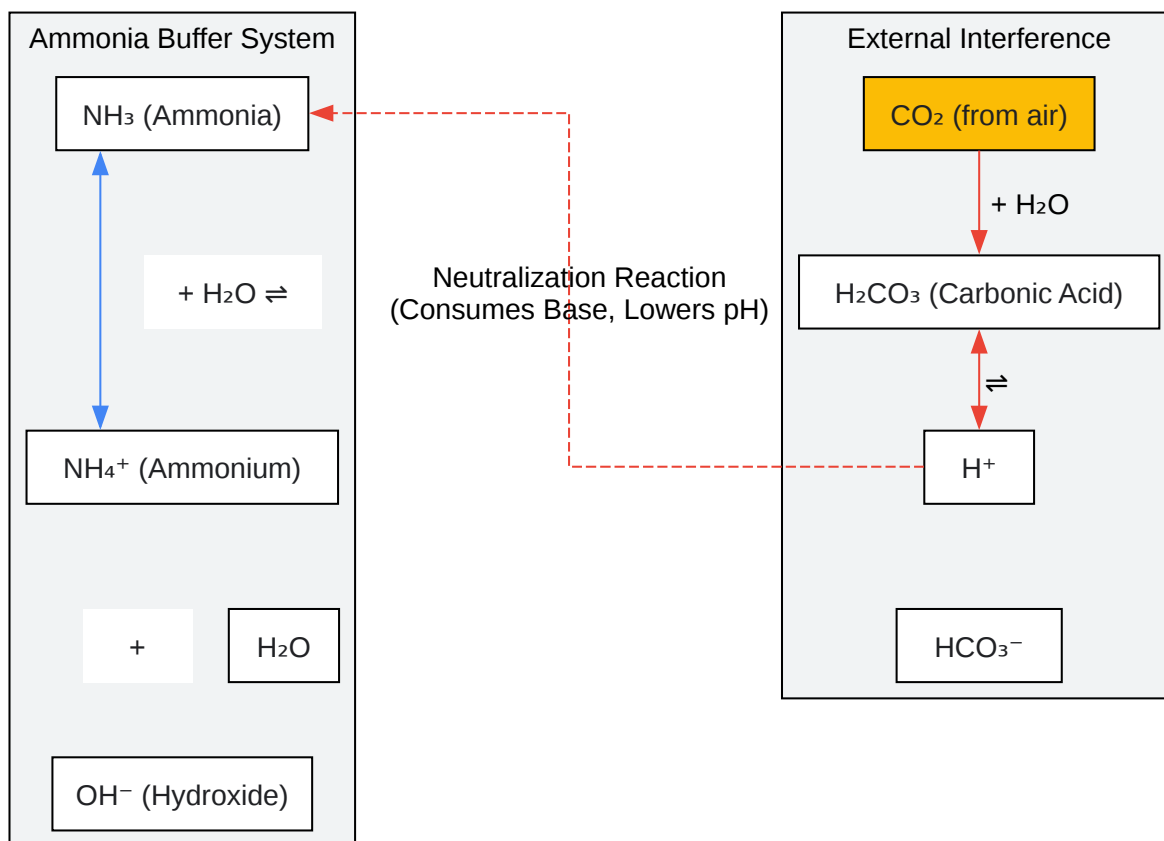 Ammonia Buffer System
NH₃ (Ammonia)
+ H₂O ⇌
NH₄⁺ (Ammonium)
+
H₂O
OH⁻ (Hydroxide)
Neutralization Reaction
(Consumes Base, Lowers pH)
External Interference
CO₂ (from air)
+ H₂O
H₂CO₃ (Carbonic Acid)
⇌
H⁺
HCO₃⁻